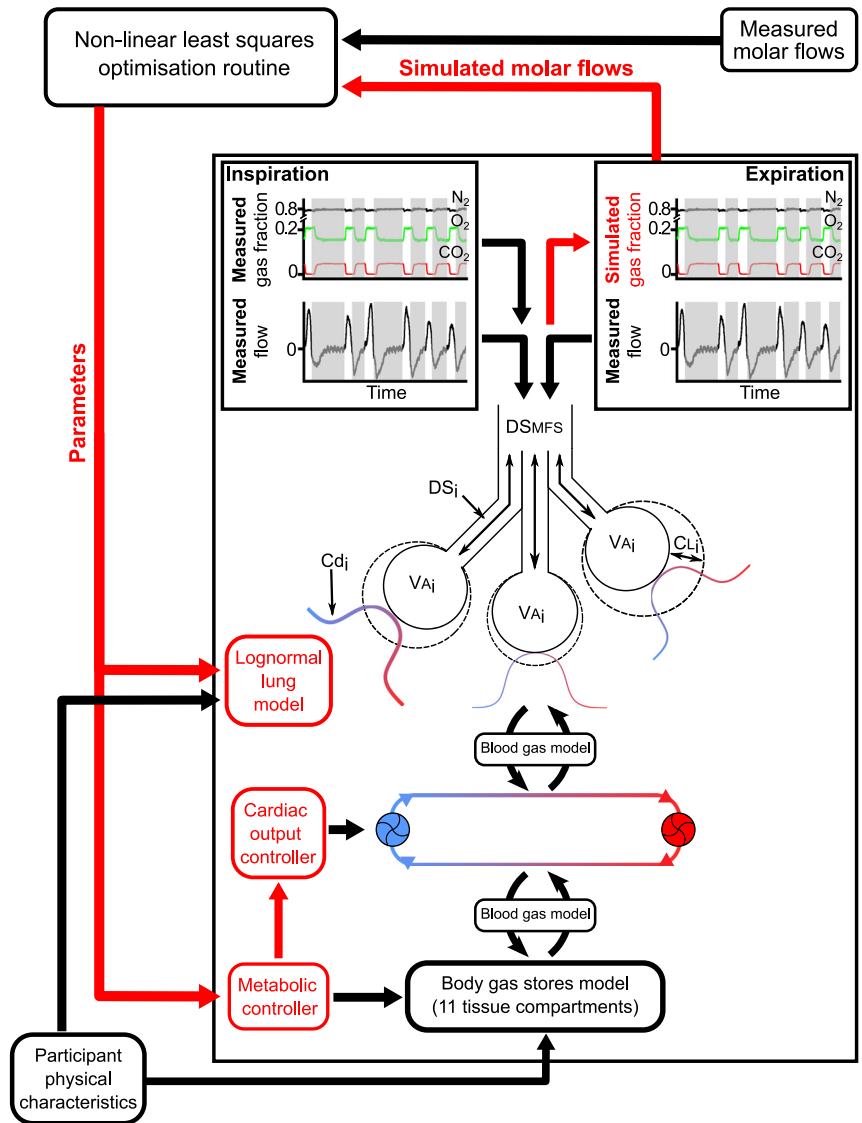 Non-linear least squares
optimisation routine
Measured
molar flows
Simulated molar flows
Inspiration
Measured
gas fraction
0.8
0.2
0
N2
O2
CO2
Measured
flow
0
Time
Expiration
Simulated
gas fraction
0.8
0.2
0
N2
O2
CO2
Measured
flow
0
Time
Parameters
DSMFS
DSi
Cdi
VAi
VAi
VAi
CLi
Lognormal
lung
model
Blood gas model
Cardiac
output
controller
Blood gas model
Metabolic
controller
Body gas stores model
(11 tissue compartments)
Participant
physical
characteristics